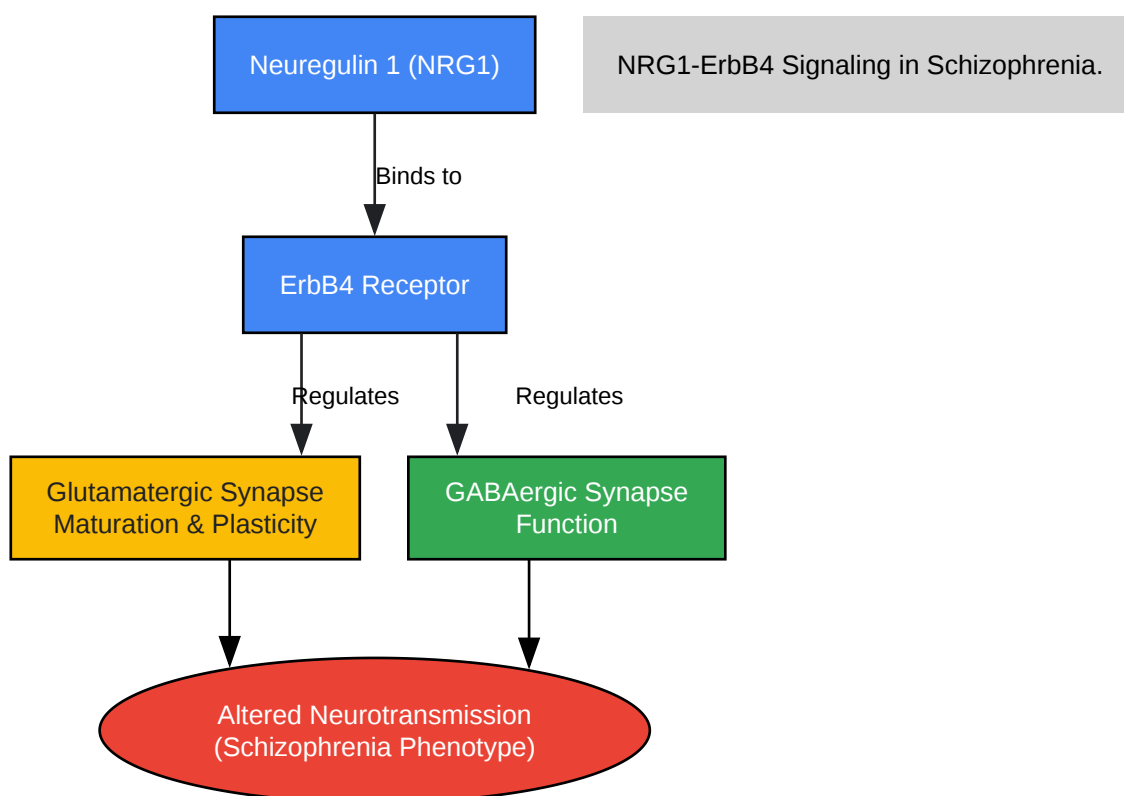 Neuregulin 1 (NRG1)
NRG1-ErbB4 Signaling in Schizophrenia.
Binds to
ErbB4 Receptor
Regulates
Regulates
Glutamatergic Synapse
Maturation & Plasticity
GABAergic Synapse
Function
Altered Neurotransmission
(Schizophrenia Phenotype)